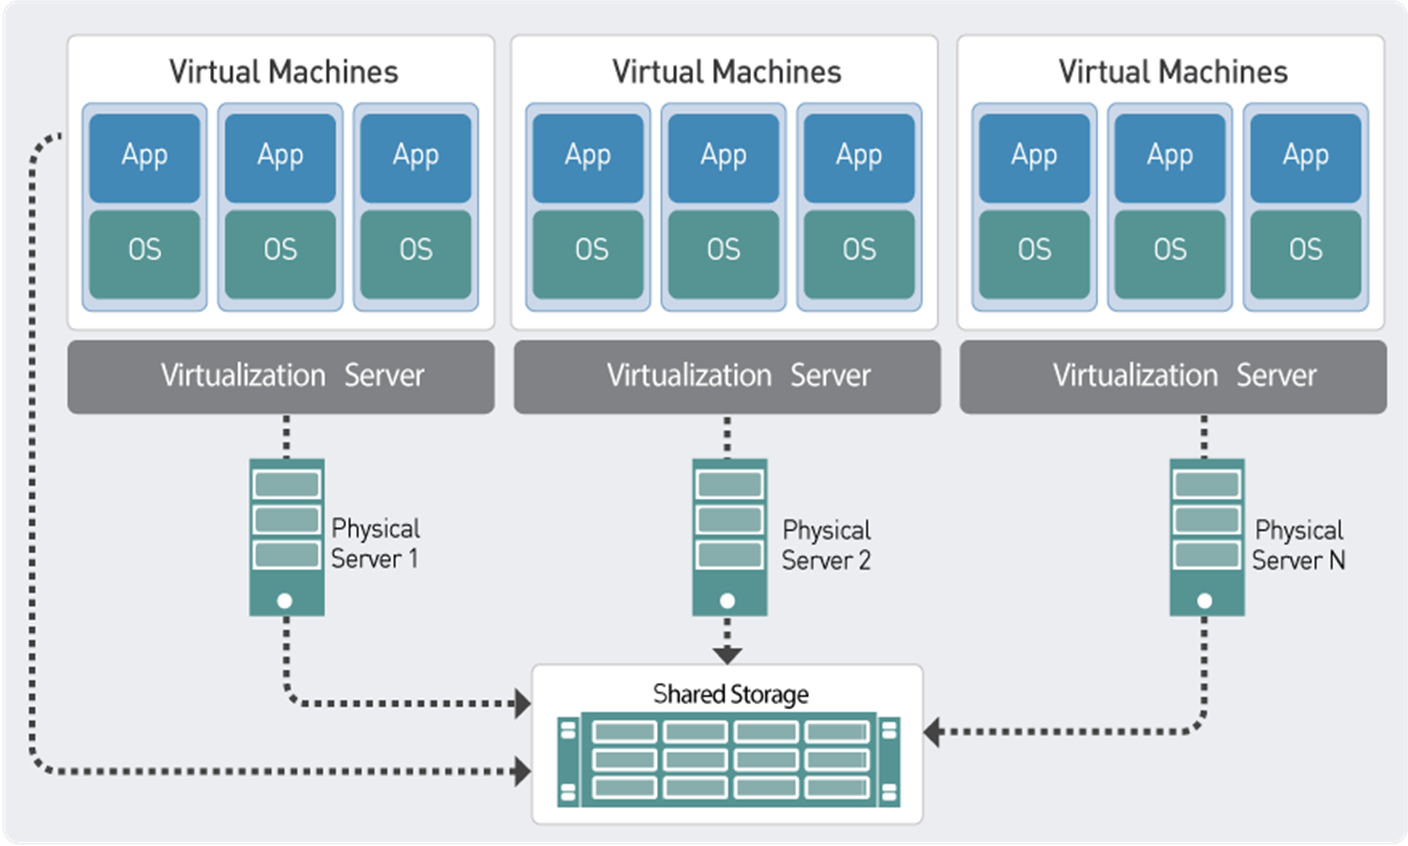 Virtual Machines
App App App
OS OS OS
Virtualization Server
Virtual Machines
App App App
OS OS OS
Virtualization Server
Virtual Machines
App App App
OS OS OS
Virtualization Server
Physical
Server 1
Physical
Server 2
Physical
Server N
Shared Storage